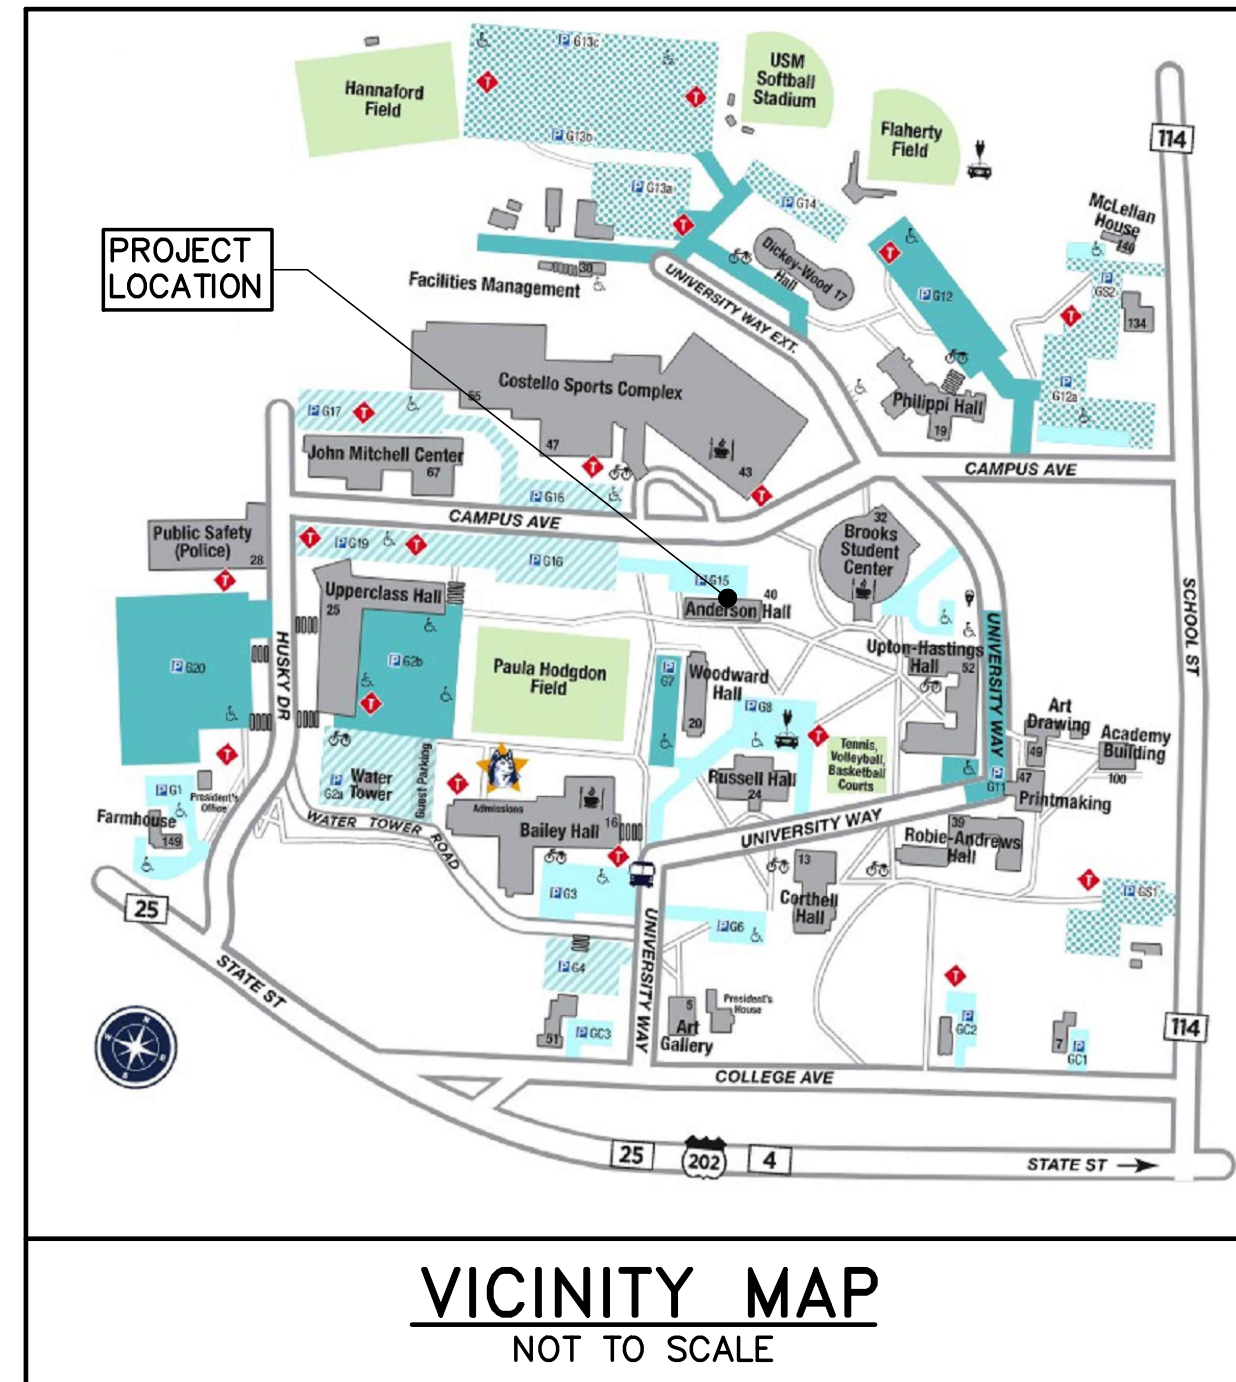 G13c
USM
Softball
Stadium
Hannaford
Field
Flaherty
Field
G13b
114
G13a
G14
McLellan
House
140
PROJECT
LOCATION
Dickey-Wood 17
Hall
Facilities Management
38
UNIVERSITY WAY EXT.
G12
GS2
134
Costello Sports Complex
55
47
43
Philippi Hall
19
G12a
G17
John Mitchell Center
67
G16
CAMPUS AVE
CAMPUS AVE
Public Safety
(Police)
28
G19
G16
32
Brooks
Student
Center
G15
40
Anderson Hall
Upperclass Hall
25
SCHOOL ST
HUSKY DR
G20
G2b
Paula Hodgdon
Field
G7
Woodward
Hall
20
Upton-Hastings
Hall
52
UNIVERSITY WAY
G8
Art
Drawing
49
Academy
Building
100
Tennis,
Volleyball,
Basketball
Courts
G1
President's
Office
Farmhouse
149
G2a
Water
Tower
Guest Parking
Admissions
Bailey Hall
16
Russell Hall
24
G11
47
Printmaking
WATER TOWER ROAD
UNIVERSITY WAY
39
Robie-Andrews
Hall
13
Corthell
Hall
25
G3
G6
GS1
STATE ST
G4
UNIVERSITY WAY
51
GC3
5
Art
Gallery
President's
House
GC2
7
GC1
114
N
COLLEGE AVE
25
202
4
STATE ST
VICINITY MAP
NOT TO SCALE